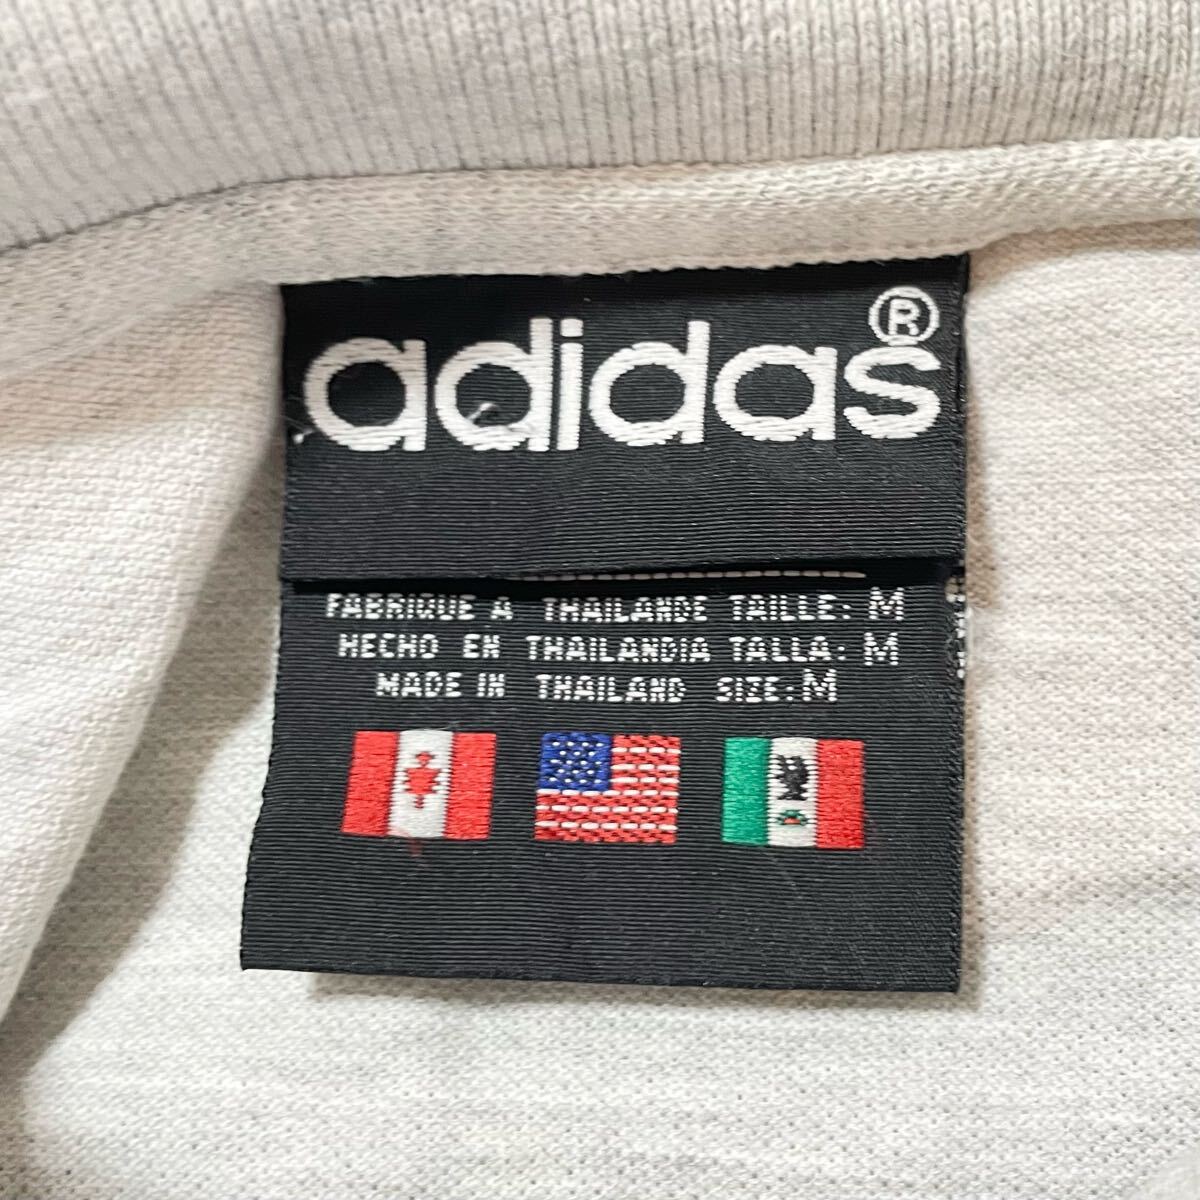 adidas®
FABRIQUE A THAILANDE TAILLE: M
HECHO EN THAILANDIA TALLA: M
MADE IN THAILAND SIZE: M